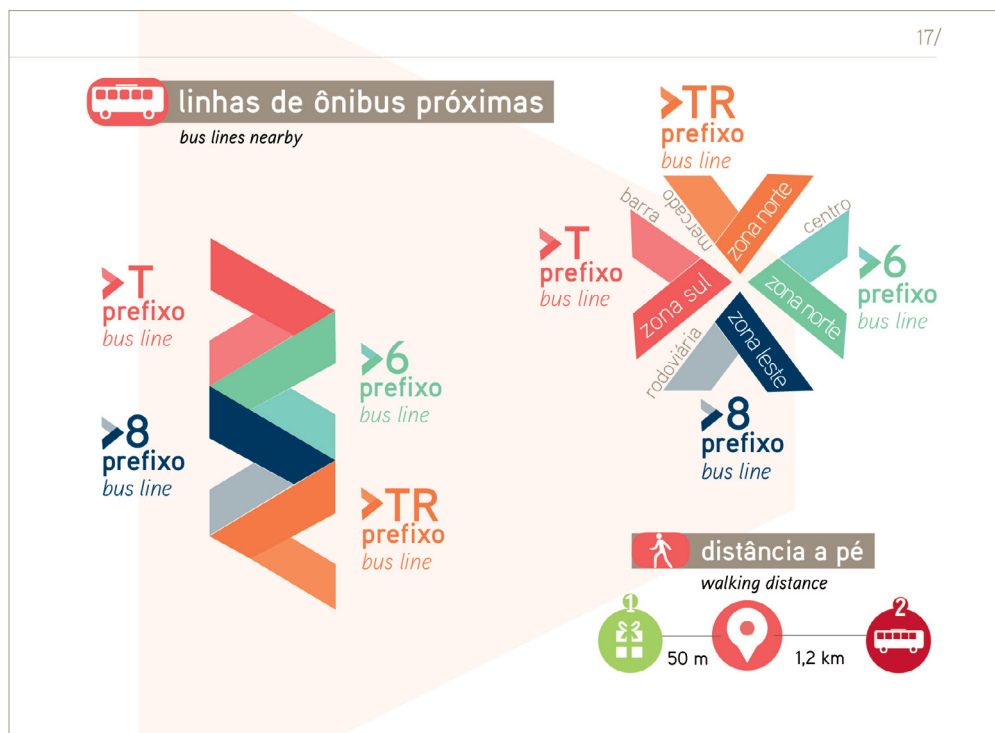 17/
linhas de ônibus próximas
bus lines nearby
>T
prefixo
bus line
>6
prefixo
bus line
>8
prefixo
bus line
>TR
prefixo
bus line
>TR
prefixo
bus line
barra
mercado
zona norte
centro
>T
prefixo
bus line
zona sul
zona norte
>6
prefixo
bus line
rodoviária
zona leste
>8
prefixo
bus line
distância a pé
walking distance
1
2
50 m
1,2 km